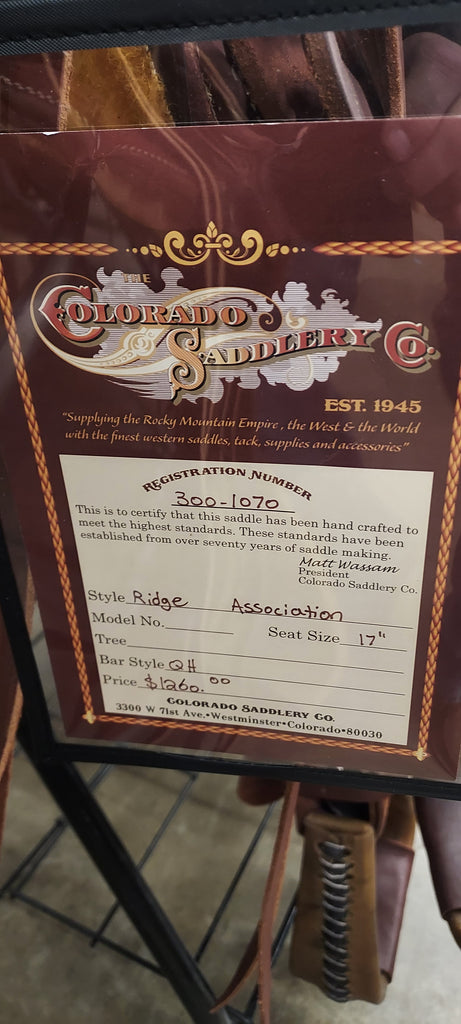 THE
COLORADO
SADDLERY CO.
EST. 1945
"Supplying the Rocky Mountain Empire, the West & the World
with the finest western saddles, tack, supplies and accessories"
REGISTRATION NUMBER
300-1070
This is to certify that this saddle has been hand crafted to
meet the highest standards. These standards have been
established from over seventy years of saddle making.
Matt Wassam
President
Colorado Saddlery Co.
Style Ridge Association
Model No. Seat Size 17"
Tree
Bar Style QH
Price $1260.00
COLORADO SADDLERY CO.
3300 W 71st Ave.•Westminster•Colorado•80030